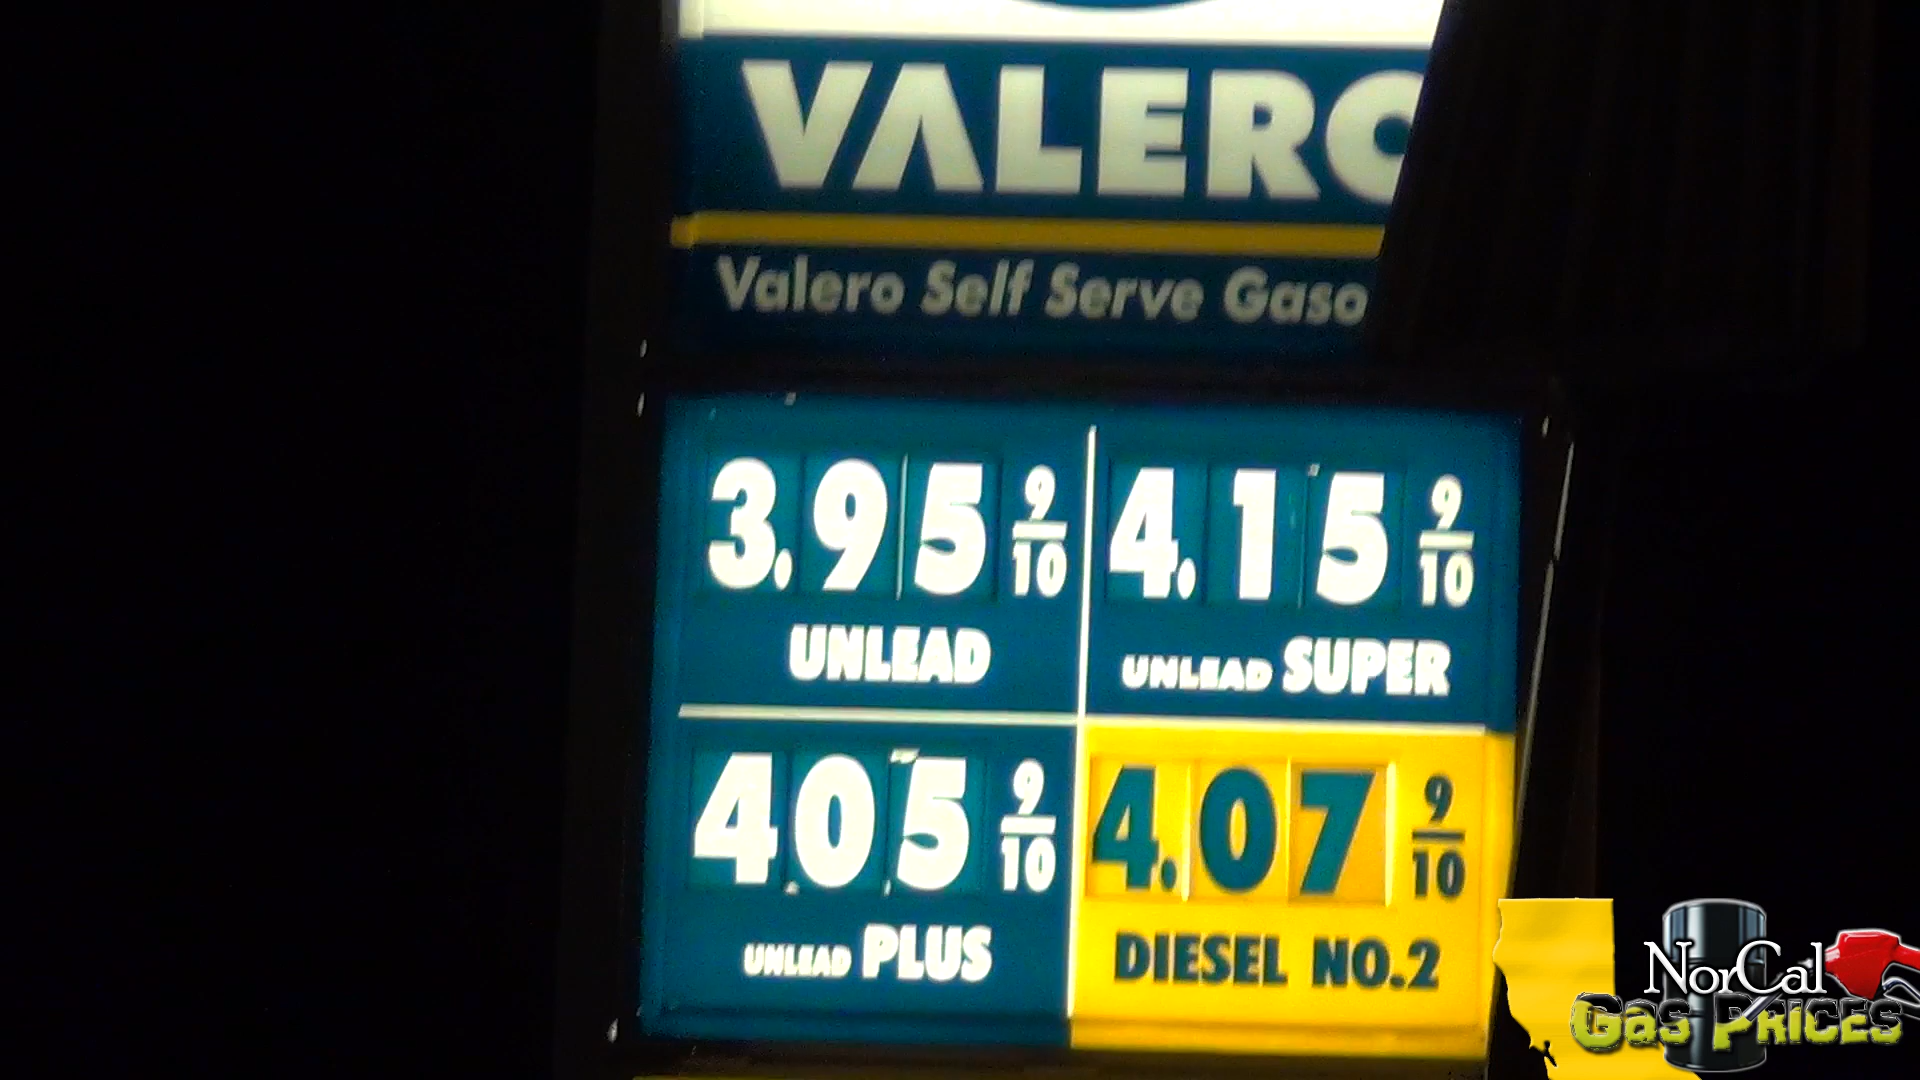 VALERO
Valero Self Serve Gaso
3.95 9/10
UNLEAD
4.15 9/10
UNLEAD SUPER
405 9/10
UNLEAD PLUS
4.07 9/10
DIESEL NO.2
NorCal
Gas Prices